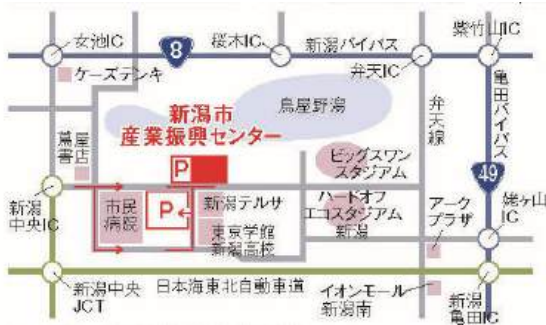 女池IC
8
桜木IC
新潟バイパス
紫竹山IC
ケーズデンキ
弁天IC
新潟市
産業振興センター
鳥屋野潟
亀田バイパス
弁天線
蔦屋
書店
P
ビッグスワン
スタジアム
49
新潟
中央IC
市民
病院
P
新潟テルサ
ハードオフ
エコスタジアム
新潟
アーク
プラザ
姥ヶ山
IC
東京学館
新潟高校
新潟中央
JCT
日本海東北自動車道
イオンモール
新潟南
新潟
亀田IC